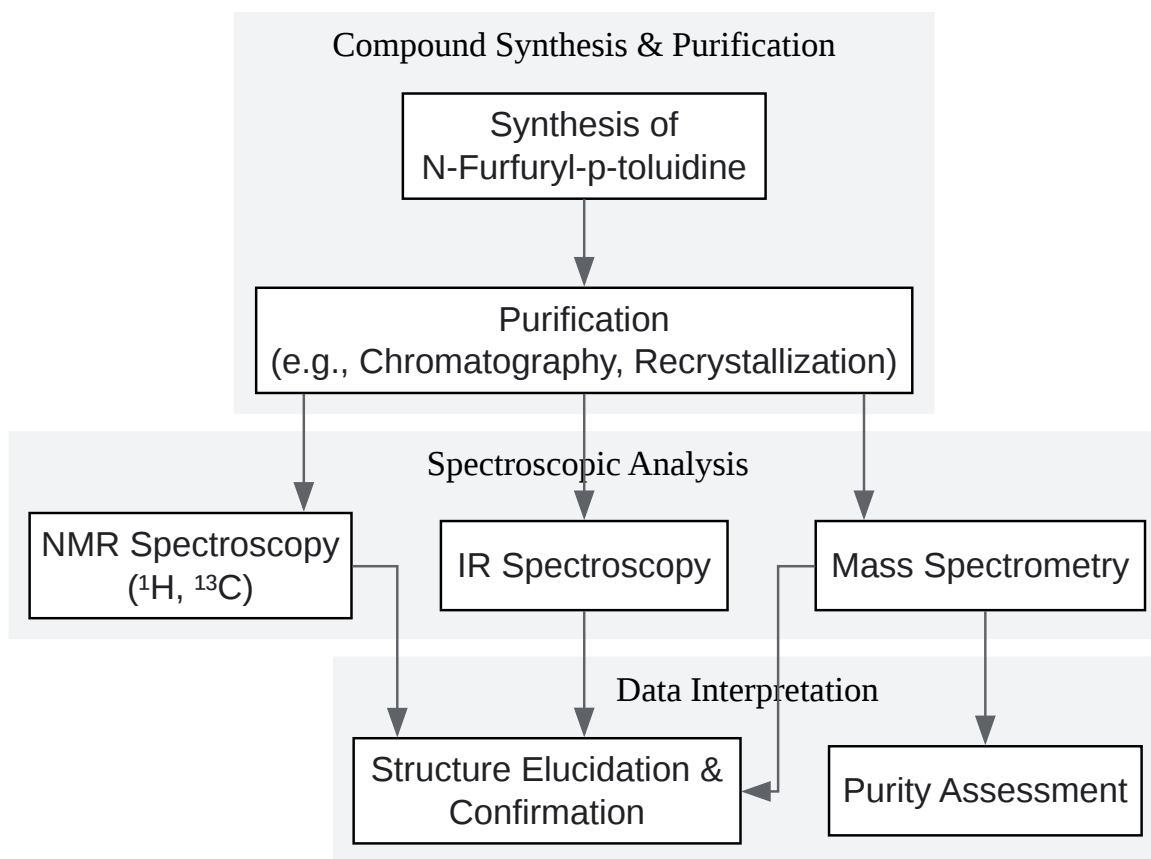 Compound Synthesis & Purification
Synthesis of
N-Furfuryl-p-toluidine
Purification
(e.g., Chromatography, Recrystallization)
Spectroscopic Analysis
NMR Spectroscopy
(¹H, ¹³C)
IR Spectroscopy
Mass Spectrometry
Data Interpretation
Structure Elucidation &
Confirmation
Purity Assessment